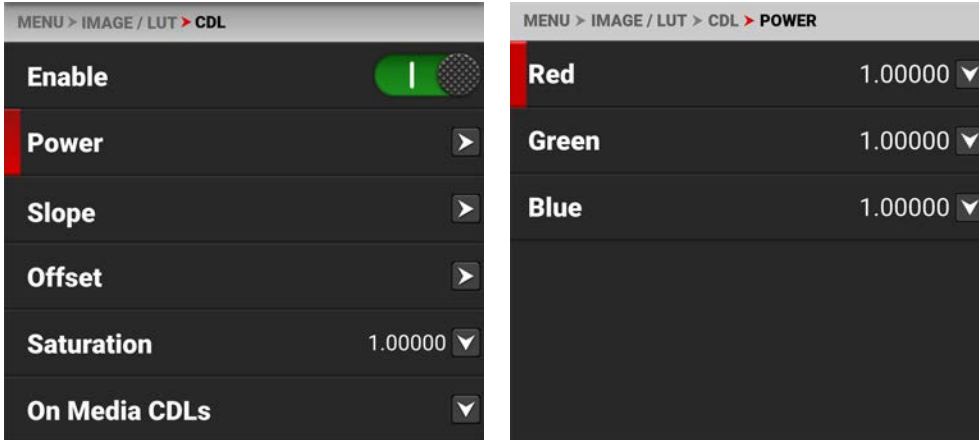 MENU > IMAGE / LUT > CDL
Enable
Power
Slope
Offset
Saturation 1.00000
On Media CDLs
MENU > IMAGE / LUT > CDL > POWER
Red 1.00000
Green 1.00000
Blue 1.00000